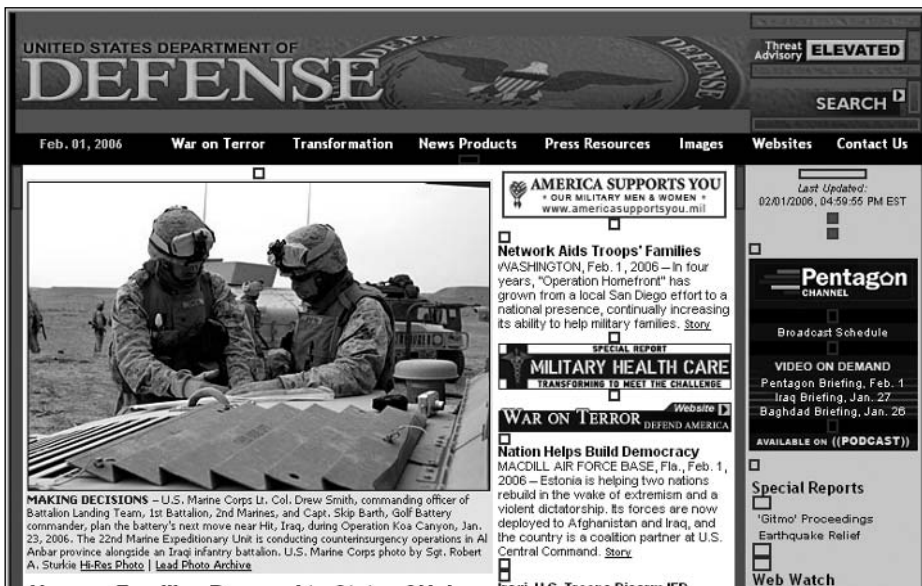 UNITED STATES DEPARTMENT OF
DEFENSE
Threat
Advisory ELEVATED
SEARCH
Feb. 01, 2006 War on Terror Transformation News Products Press Resources Images Websites Contact Us
MAKING DECISIONS – U.S. Marine Corps Lt. Col. Drew Smith, commanding officer of
Battalion Landing Team, 1st Battalion, 2nd Marines, and Capt. Skip Barth, Golf Battery
commander, plan the battery's next move near Hit, Iraq, during Operation Koa Canyon, Jan.
23, 2006. The 22nd Marine Expeditionary Unit is conducting counterinsurgency operations in Al
Anbar province alongside an Iraqi infantry battalion. U.S. Marine Corps photo by Sgt. Robert
A. Sturkie Hi-Res Photo | Lead Photo Archive
AMERICA SUPPORTS YOU
• OUR MILITARY MEN & WOMEN •
www.americasupportsyou.mil
Network Aids Troops' Families
WASHINGTON, Feb. 1, 2006 – In four
years, "Operation Homefront" has
grown from a local San Diego effort to a
national presence, continually increasing
its ability to help military families. Story
SPECIAL REPORT
MILITARY HEALTH CARE
TRANSFORMING TO MEET THE CHALLENGE
WAR ON TERROR Website
DEFEND AMERICA
Nation Helps Build Democracy
MACDILL AIR FORCE BASE, Fla., Feb. 1,
2006 – Estonia is helping two nations
rebuild in the wake of extremism and a
violent dictatorship. Its forces are now
deployed to Afghanistan and Iraq, and
the country is a coalition partner at U.S.
Central Command. Story
Last Updated:
02/01/2006, 04:59:55 PM EST
Pentagon
CHANNEL
Broadcast Schedule
VIDEO ON DEMAND
Pentagon Briefing, Feb. 1
Iraq Briefing, Jan. 27
Baghdad Briefing, Jan. 26
AVAILABLE ON ((PODCAST))
Special Reports
'Gitmo' Proceedings
Earthquake Relief
Web Watch